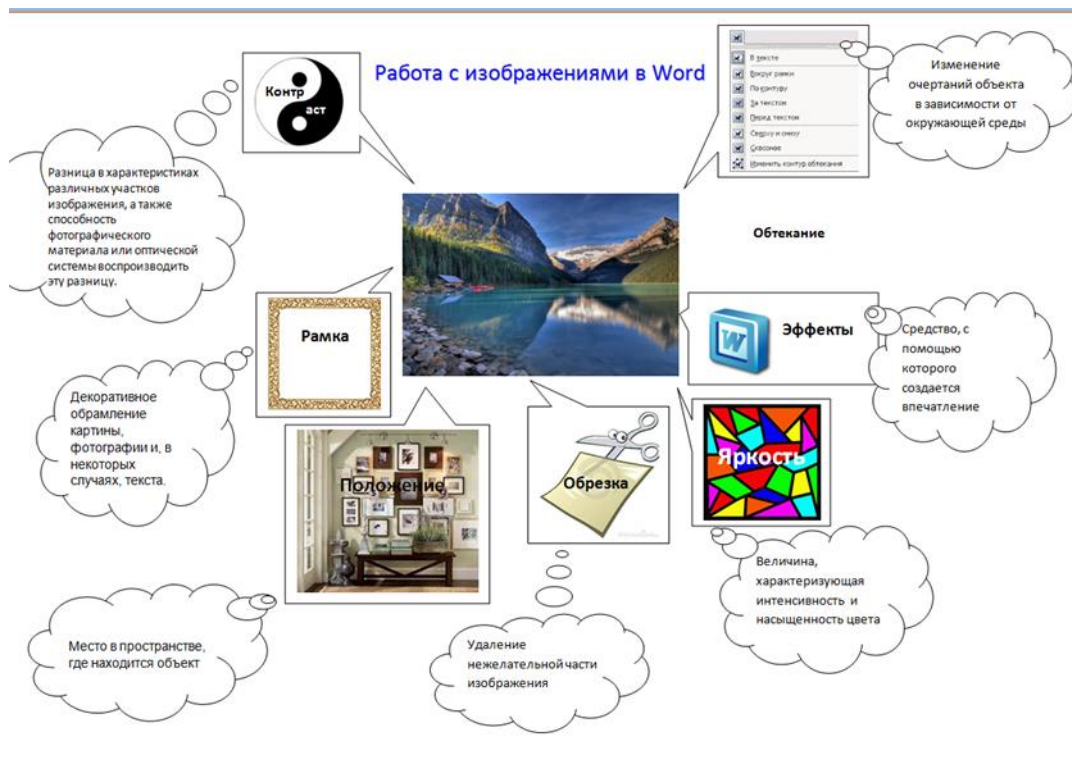 Работа с изображениями в Word
Контр
аст
Разница в характеристиках
различных участков
изображения, а также
способность
фотографического
материала или оптической
системы воспроизводить
эту разницу.
В тексте
Вокруг рамки
По контуру
За текстом
Перед текстом
Сверху и снизу
Сквозное
Изменить контур обтекания
Изменение
очертаний объекта
в зависимости от
окружающей среды
Обтекание
Рамка
Декоративное
обрамление
картины,
фотографии и, в
некоторых
случаях, текста.
W
Эффекты
Средство, с
помощью
которого
создается
впечатление
Положение
Место в пространстве,
где находится объект
Обрезка
Удаление
нежелательной части
изображения
Яркость
Величина,
характеризующая
интенсивность и
насыщенность цвета